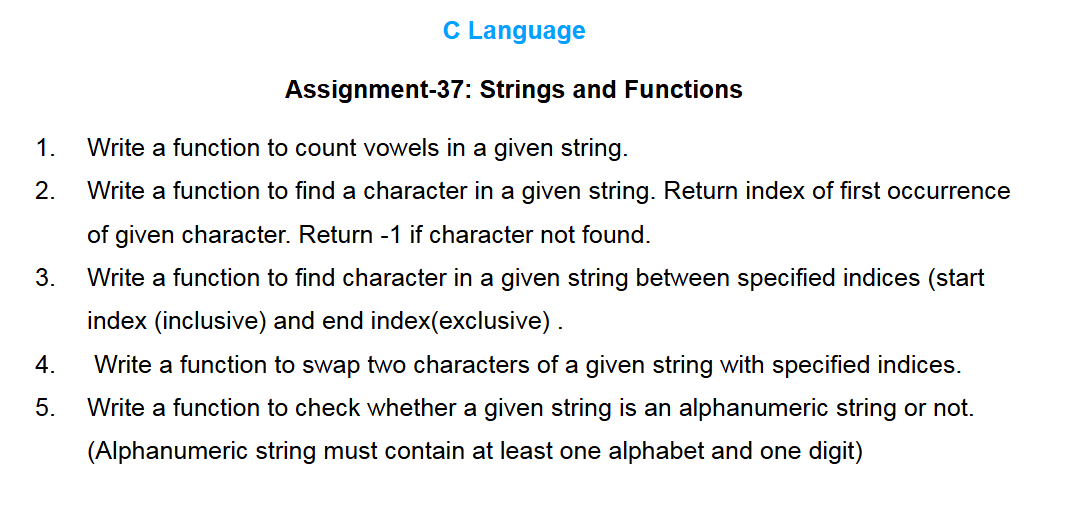 C Language
Assignment-37: Strings and Functions
1. Write a function to count vowels in a given string.
2. Write a function to find a character in a given string. Return index of first occurrence
of given character. Return -1 if character not found.
3. Write a function to find character in a given string between specified indices (start
index (inclusive) and end index(exclusive) .
4. Write a function to swap two characters of a given string with specified indices.
5. Write a function to check whether a given string is an alphanumeric string or not.
(Alphanumeric string must contain at least one alphabet and one digit)